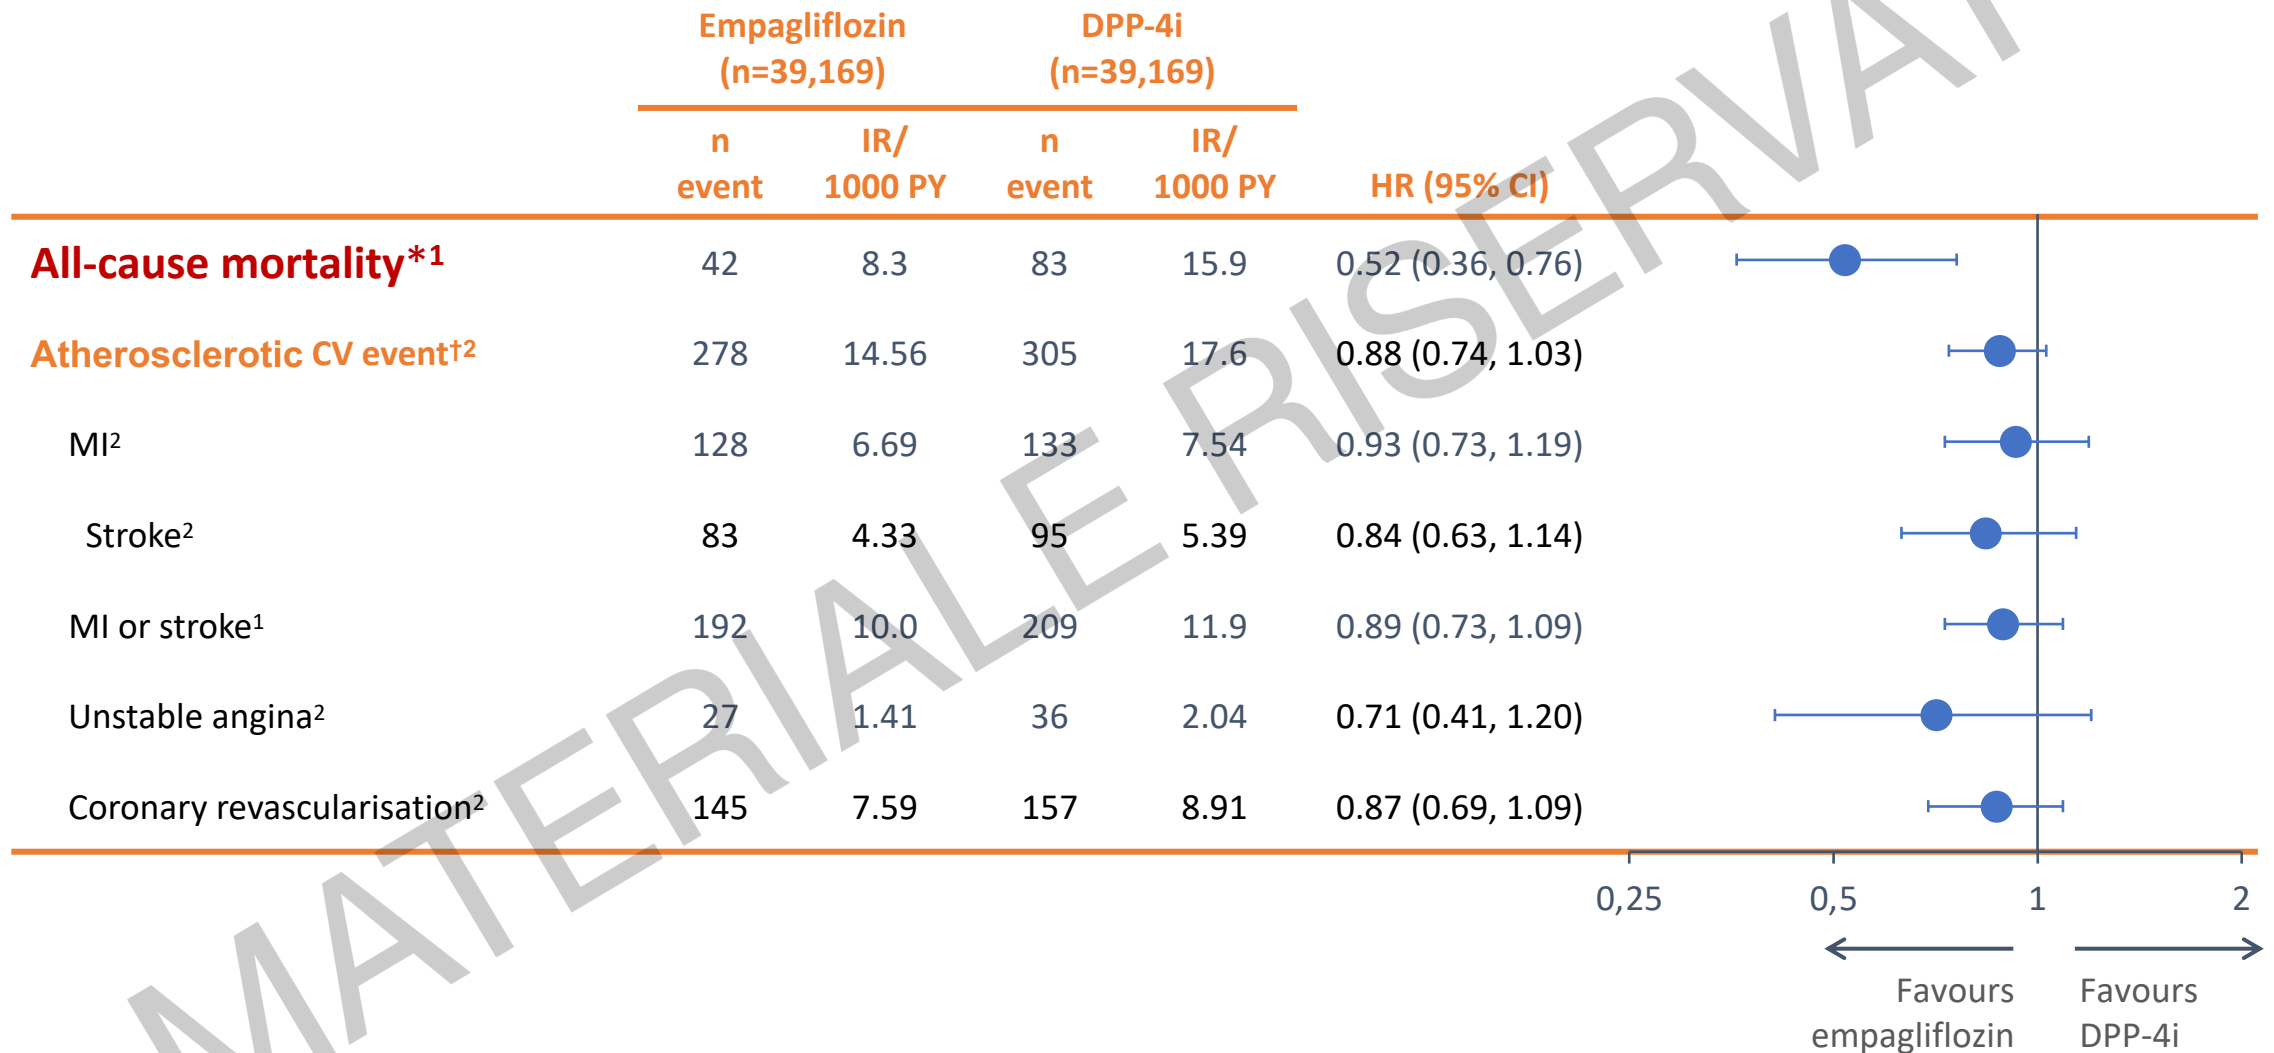 Empagliflozin DPP-4i
(n=39,169) (n=39,169)
n IR/ n IR/
event 1000 PY event 1000 PY HR (95% CI)
All-cause mortality*1 42 8.3 83 15.9 0.52 (0.36, 0.76)
Atherosclerotic CV event†2 278 14.56 305 17.6 0.88 (0.74, 1.03)
MI2 128 6.69 133 7.54 0.93 (0.73, 1.19)
Stroke2 83 4.33 95 5.39 0.84 (0.63, 1.14)
MI or stroke1 192 10.0 209 11.9 0.89 (0.73, 1.09)
Unstable angina2 27 1.41 36 2.04 0.71 (0.41, 1.20)
Coronary revascularisation2 145 7.59 157 8.91 0.87 (0.69, 1.09)
0,25 0,5 1 2
Favours Favours
empagliflozin DPP-4i
MATERIALE RISERVAT